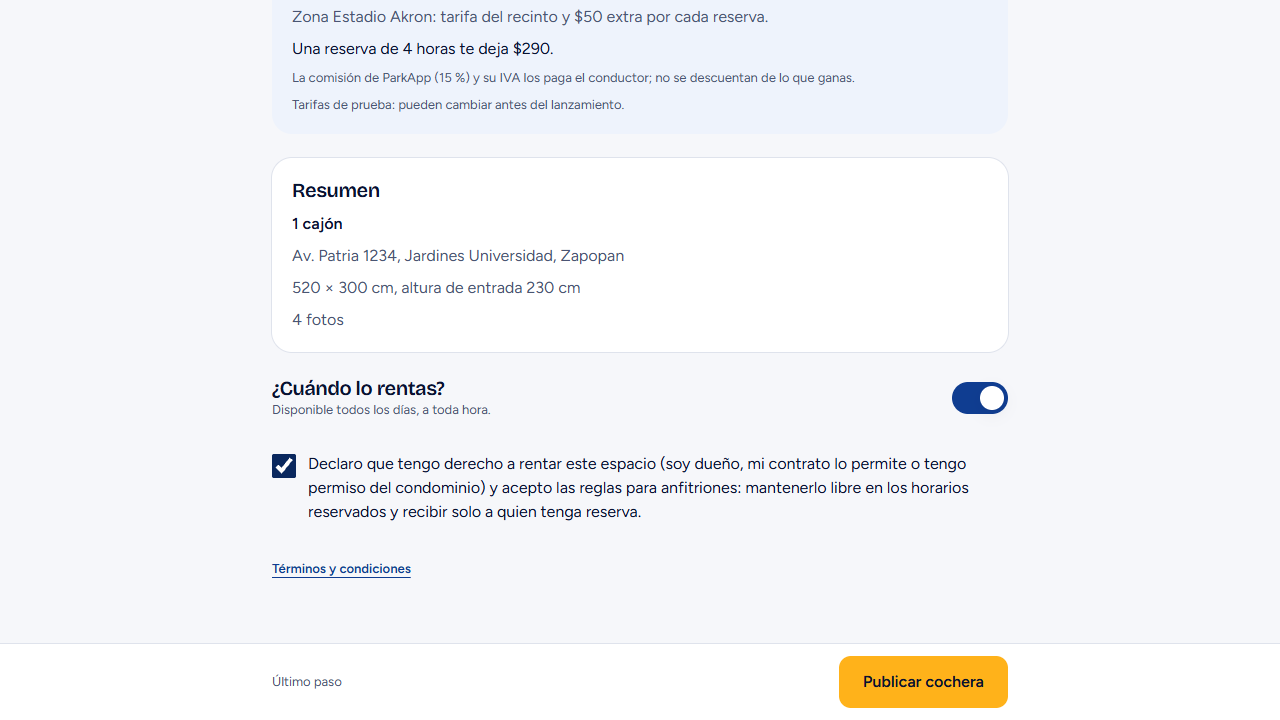 Zona Estadio Akron: tarifa del recinto y $50 extra por cada reserva.
Una reserva de 4 horas te deja $290.
La comisión de ParkApp (15 %) y su IVA los paga el conductor; no se descuentan de lo que ganas.
Tarifas de prueba: pueden cambiar antes del lanzamiento.
Resumen
1 cajón
Av. Patria 1234, Jardines Universidad, Zapopan
520 × 300 cm, altura de entrada 230 cm
4 fotos
¿Cuándo lo rentas?
Disponible todos los días, a toda hora.
Declaro que tengo derecho a rentar este espacio (soy dueño, mi contrato lo permite o tengo
permiso del condominio) y acepto las reglas para anfitriones: mantenerlo libre en los horarios
reservados y recibir solo a quien tenga reserva.
Términos y condiciones
Último paso
Publicar cochera